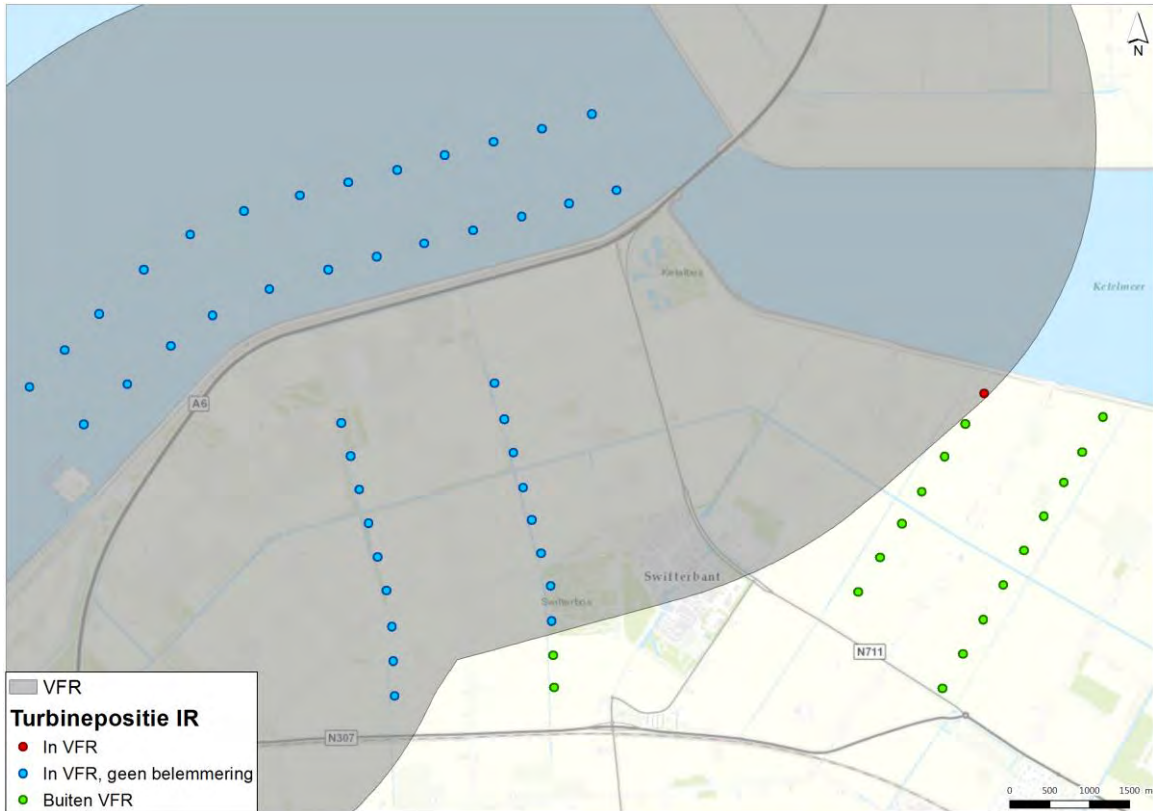 N
Ketelbos
Ketelmeer
A6
Swifterbant
Swifterbos
N711
N307
VFR
Turbinepositie IR
In VFR
In VFR, geen belemmering
Buiten VFR
0 500 1000 1500 m